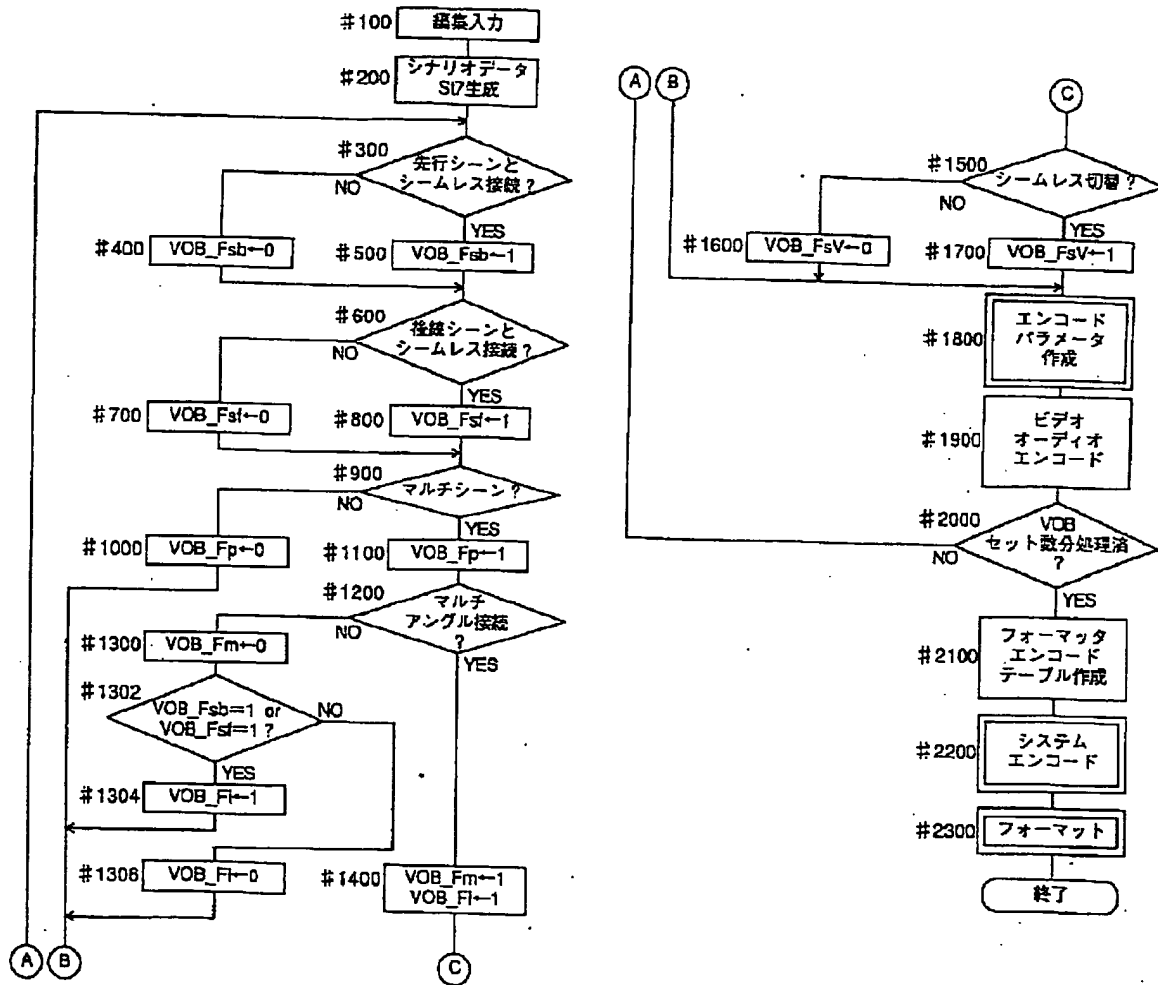 #100
編集入力
#200
シナリオデータ
St7生成
#300
先行シーンと
シームレス接続?
NO
YES
#400
VOB_Fsb←0
#500
VOB_Fsb←1
#600
後続シーンと
シームレス接続?
NO
YES
#700
VOB_Fsf←0
#800
VOB_Fsf←1
#900
マルチシーン?
NO
YES
#1000
VOB_Fp←0
#1100
VOB_Fp←1
#1200
マルチ
アングル接続
?
NO
YES
#1300
VOB_Fm←0
#1302
VOB_Fsb=1 or
VOB_Fsf=1 ?
NO
YES
#1304
VOB_Fi←1
#1306
VOB_Fi←0
#1400
VOB_Fm←1
VOB_Fi←1
A
B
C
A
B
C
#1500
シームレス切替?
NO
YES
#1600
VOB_FsV←0
#1700
VOB_FsV←1
#1800
エンコード
パラメータ
作成
#1900
ビデオ
オーディオ
エンコード
#2000
VOB
セット数分処理済
?
NO
YES
#2100
フォーマッタ
エンコード
テーブル作成
#2200
システム
エンコード
#2300
フォーマット
終了